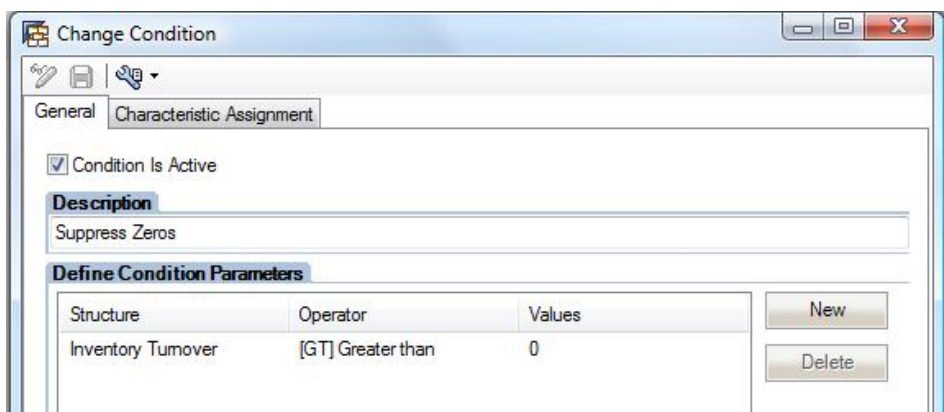 Change Condition
General Characteristic Assignment
Condition Is Active
Description
Suppress Zeros
Define Condition Parameters
Structure Operator Values
New
Inventory Turnover [GT] Greater than 0
Delete